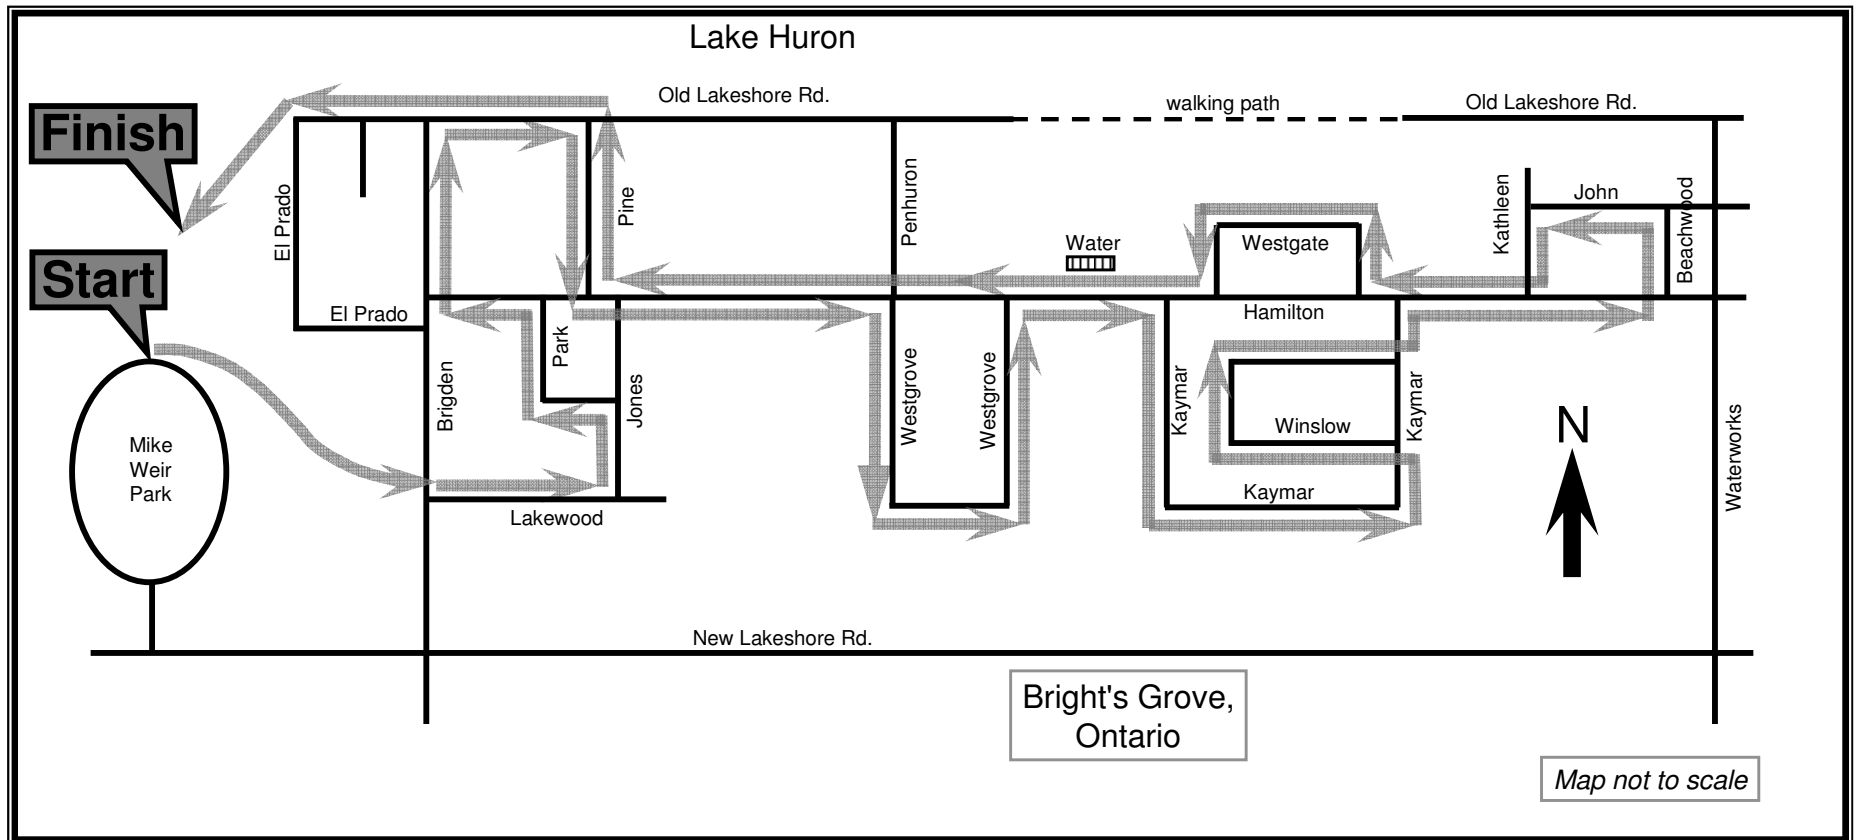 Lake Huron
Old Lakeshore Rd.
walking path
Old Lakeshore Rd.
Finish
El Prado
Pine
Penhuron
Water
Westgate
Kathleen
John
Beachwood
Start
El Prado
Park
Hamilton
Brigden
Jones
Westgrove
Westgrove
Kaymar
Winslow
Kaymar
Kaymar
N
Waterworks
Mike
Weir
Park
Lakewood
New Lakeshore Rd.
Bright's Grove,
Ontario
Map not to scale